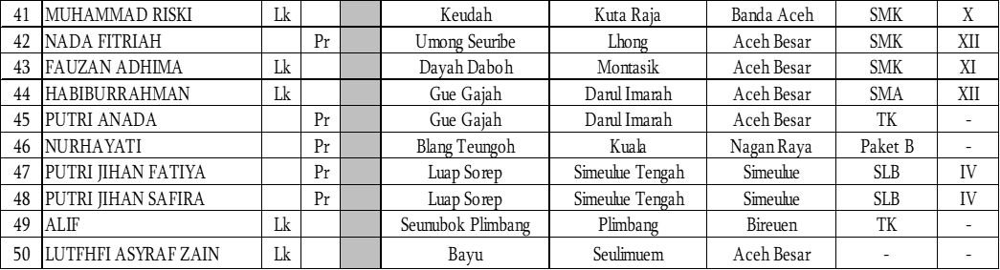 41 MUHAMMAD RISKI Lk Keudah Kuta Raja Banda Aceh SMK X
42 NADA FITRIAH Pr Umong Seuribe Lhong Aceh Besar SMK XII
43 FAUZAN ADHIMA Lk Dayah Daboh Montasik Aceh Besar SMK XI
44 HABIBURRAHMAN Lk Gue Gajah Darul Imarah Aceh Besar SMA XII
45 PUTRI ANADA Pr Gue Gajah Darul Imarah Aceh Besar TK -
46 NURHAYATI Pr Blang Teungoh Kuala Nagan Raya Paket B -
47 PUTRI JIHAN FATIYA Pr Luap Sorep Simeulue Tengah Simeulue SLB IV
48 PUTRI JIHAN SAFIRA Pr Luap Sorep Simeulue Tengah Simeulue SLB IV
49 ALIF Lk Seunubok Plimbang Plimbang Bireuen TK -
50 LUTFHFI ASYRAF ZAIN Lk Bayu Seulimuem Aceh Besar - -